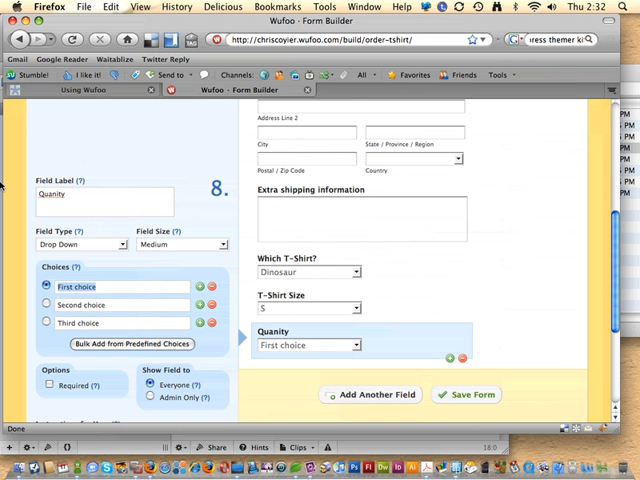 Firefox File Edit View History Delicious Bookmarks Tools Window Help Thu 2:32
Wufoo - Form Builder
http://chriscoyier.wufoo.com/build/order-tshirt/
ress themer ki
Gmail Google Reader Waitablize Twitter Reply
Stumble! I like it! Send to Channels: All Favorites Friends Tools
Using Wufoo Wufoo - Form Builder
Address Line 2
City State / Province / Region
Postal / Zip Code Country
Field Label (?)
Quanity
8.
Field Type (?) Field Size (?)
Drop Down Medium
Choices (?)
First choice
Second choice
Third choice
Bulk Add from Predefined Choices
Options Show Field to
Required (?) Everyone (?)
Admin Only (?)
Extra shipping information
Which T-Shirt?
Dinosaur
T-Shirt Size
S
Quanity
First choice
Add Another Field Save Form
Done
Share Hints Clips 18:0